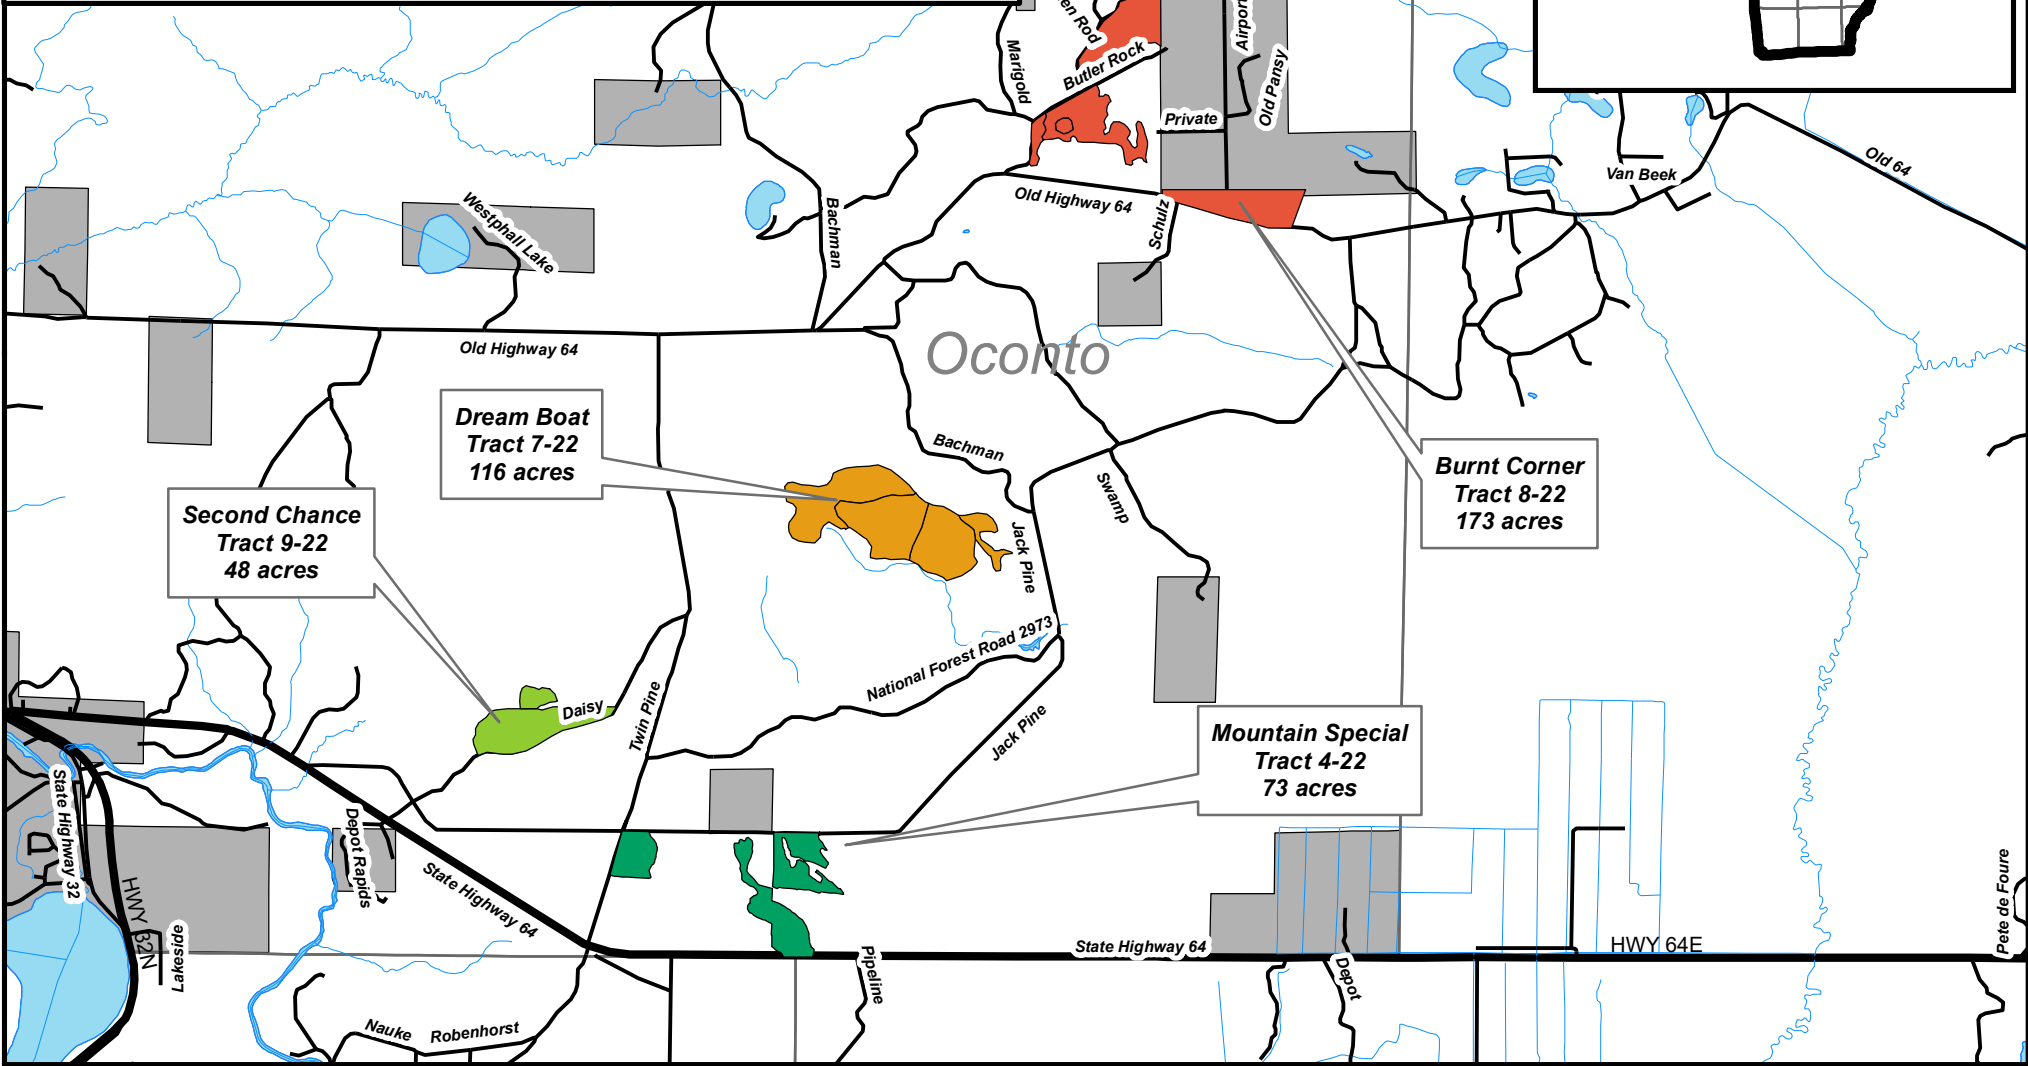 en Rod
Marigold
Butler Rock
Airpor
Old Pansy
Private
Van Beek
Old 64
Westphall Lake
Bachman
Old Highway 64
Schulz
Old Highway 64
Oconto
Dream Boat
Tract 7-22
116 acres
Bachman
Burnt Corner
Tract 8-22
173 acres
Swamp
Second Chance
Tract 9-22
48 acres
Jack Pine
National Forest Road 2973
Daisy
Twin Pine
Jack Pine
Mountain Special
Tract 4-22
73 acres
State Highway 32
Depot Rapids
State Highway 64
HWY 32N
Lakeside
State Highway 64
HWY 64E
Pete de Foure
Pipeline
Depot
Nauke
Robenhorst